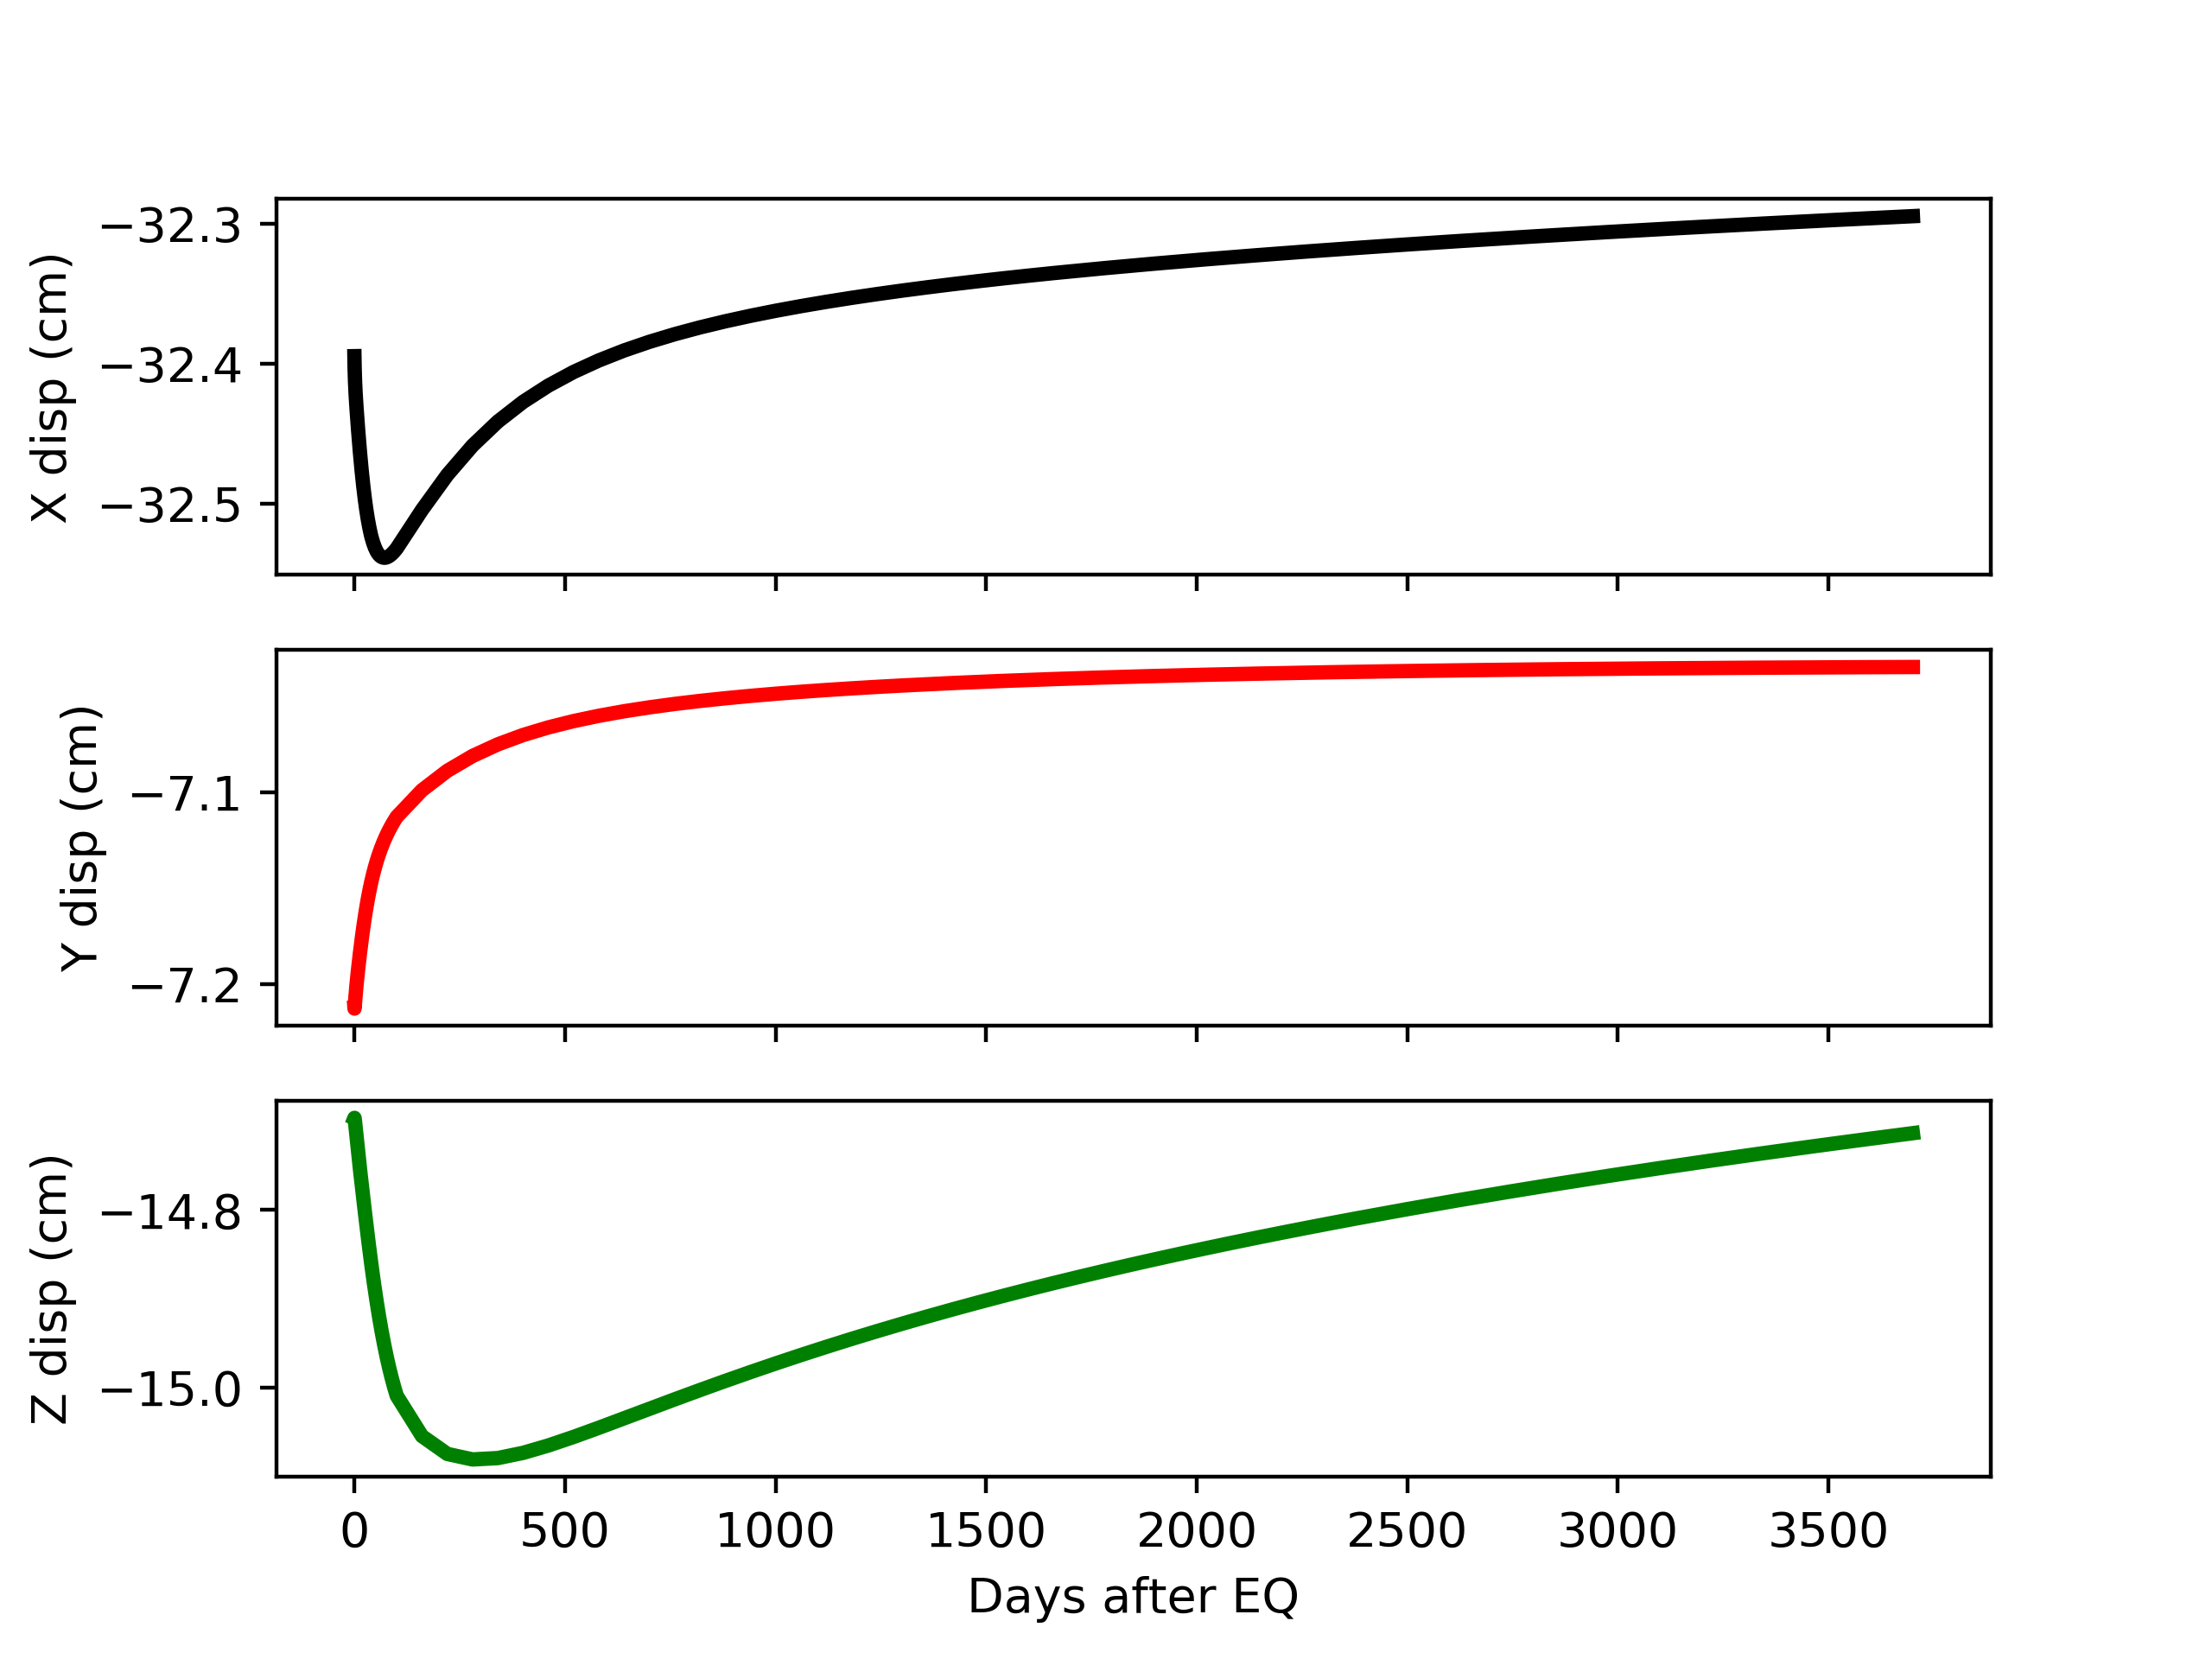 X disp (cm)
−32.3
−32.4
−32.5
Y disp (cm)
−7.1
−7.2
Z disp (cm)
−14.8
−15.0
0 500 1000 1500 2000 2500 3000 3500
Days after EQ